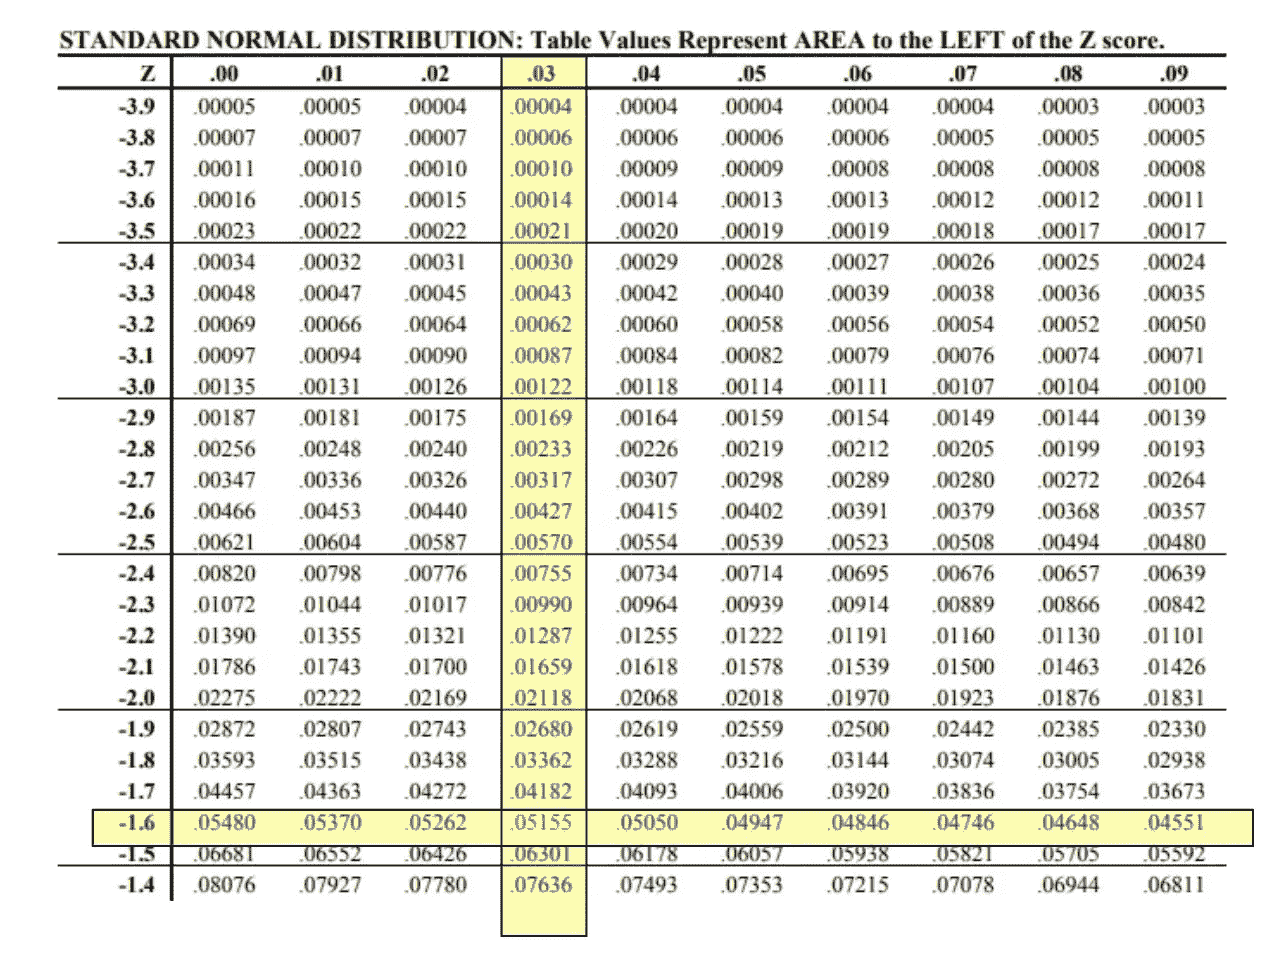 STANDARD NORMAL DISTRIBUTION: Table Values Represent AREA to the LEFT of the Z score.
Z .00 .01 .02 .03 .04 .05 .06 .07 .08 .09
-3.9 .00005 .00005 .00004 .00004 .00004 .00004 .00004 .00004 .00003 .00003
-3.8 .00007 .00007 .00007 .00006 .00006 .00006 .00006 .00005 .00005 .00005
-3.7 .00011 .00010 .00010 .00010 .00009 .00009 .00008 .00008 .00008 .00008
-3.6 .00016 .00015 .00015 .00014 .00014 .00013 .00013 .00012 .00012 .00011
-3.5 .00023 .00022 .00022 .00021 .00020 .00019 .00019 .00018 .00017 .00017
-3.4 .00034 .00032 .00031 .00030 .00029 .00028 .00027 .00026 .00025 .00024
-3.3 .00048 .00047 .00045 .00043 .00042 .00040 .00039 .00038 .00036 .00035
-3.2 .00069 .00066 .00064 .00062 .00060 .00058 .00056 .00054 .00052 .00050
-3.1 .00097 .00094 .00090 .00087 .00084 .00082 .00079 .00076 .00074 .00071
-3.0 .00135 .00131 .00126 .00122 .00118 .00114 .00111 .00107 .00104 .00100
-2.9 .00187 .00181 .00175 .00169 .00164 .00159 .00154 .00149 .00144 .00139
-2.8 .00256 .00248 .00240 .00233 .00226 .00219 .00212 .00205 .00199 .00193
-2.7 .00347 .00336 .00326 .00317 .00307 .00298 .00289 .00280 .00272 .00264
-2.6 .00466 .00453 .00440 .00427 .00415 .00402 .00391 .00379 .00368 .00357
-2.5 .00621 .00604 .00587 .00570 .00554 .00539 .00523 .00508 .00494 .00480
-2.4 .00820 .00798 .00776 .00755 .00734 .00714 .00695 .00676 .00657 .00639
-2.3 .01072 .01044 .01017 .00990 .00964 .00939 .00914 .00889 .00866 .00842
-2.2 .01390 .01355 .01321 .01287 .01255 .01222 .01191 .01160 .01130 .01101
-2.1 .01786 .01743 .01700 .01659 .01618 .01578 .01539 .01500 .01463 .01426
-2.0 .02275 .02222 .02169 .02118 .02068 .02018 .01970 .01923 .01876 .01831
-1.9 .02872 .02807 .02743 .02680 .02619 .02559 .02500 .02442 .02385 .02330
-1.8 .03593 .03515 .03438 .03362 .03288 .03216 .03144 .03074 .03005 .02938
-1.7 .04457 .04363 .04272 .04182 .04093 .04006 .03920 .03836 .03754 .03673
-1.6 .05480 .05370 .05262 .05155 .05050 .04947 .04846 .04746 .04648 .04551
-1.5 .06681 .06552 .06426 .06301 .06178 .06057 .05938 .05821 .05705 .05592
-1.4 .08076 .07927 .07780 .07636 .07493 .07353 .07215 .07078 .06944 .06811